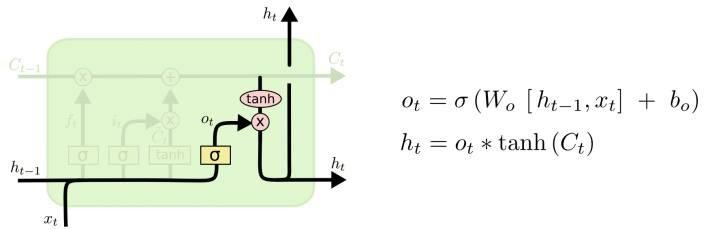 h_t
C_{t-1}
C_t
x
+
tanh
f_t
i_t
o_t
x
x
C̃_t
σ
σ
tanh
σ
h_{t-1}
h_t
x_t
o_t = σ (W_o [h_{t-1}, x_t] + b_o)
h_t = o_t * tanh (C_t)